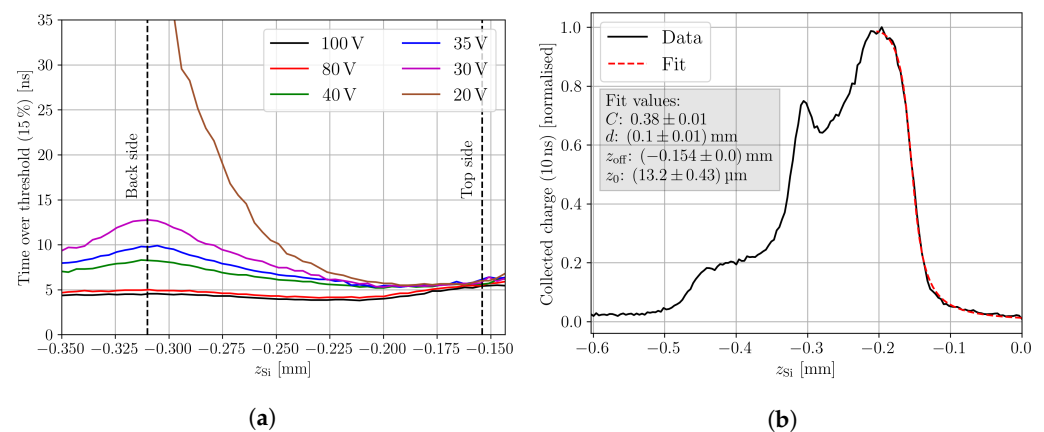 35
30
25
20
15
10
5
0
Time over threshold (15 %) [ns]
100 V
80 V
40 V
35 V
30 V
20 V
Back side
Top side
−0.350
−0.325
−0.300
−0.275
−0.250
−0.225
−0.200
−0.175
−0.150
z_Si [mm]
(a)
1.0
0.8
0.6
0.4
0.2
0.0
Collected charge (10 ns) [normalised]
Data
Fit
Fit values:
C: 0.38 ± 0.01
d: (0.1 ± 0.01) mm
z_off: (−0.154 ± 0.0) mm
z_0: (13.2 ± 0.43) µm
−0.6
−0.5
−0.4
−0.3
−0.2
−0.1
0.0
z_Si [mm]
(b)